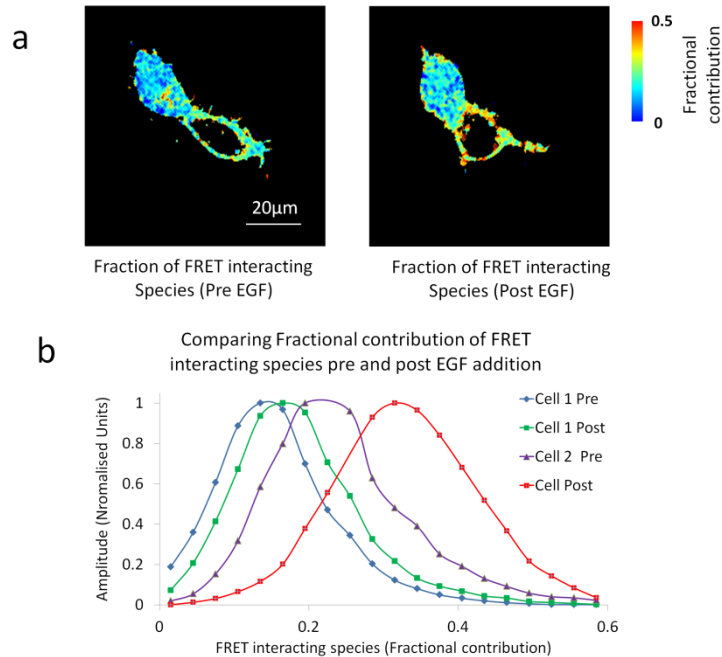 a
0.5
0
Fractional
contribution
20µm
Fraction of FRET interacting
Species (Pre EGF)
Fraction of FRET interacting
Species (Post EGF)
b
Comparing Fractional contribution of FRET
interacting species pre and post EGF addition
Amplitude (Nromalised Units)
1
0.8
0.6
0.4
0.2
0
0
0.2
0.4
0.6
FRET interacting species (Fractional contribution)
Cell 1 Pre
Cell 1 Post
Cell 2 Pre
Cell Post